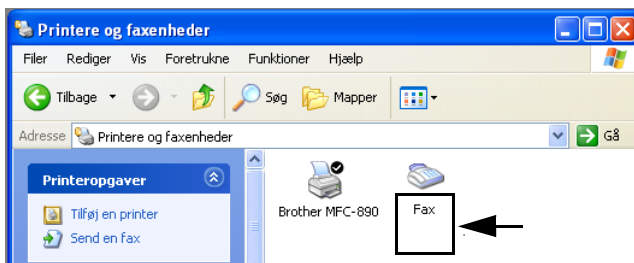 Printere og faxenheder
Filer Rediger Vis Foretrukne Funktioner Hjælp
Tilbage Søg Mapper
Adresse Printere og faxenheder Gå
Printeropgaver
Tilføj en printer
Send en fax
Brother MFC-890 Fax